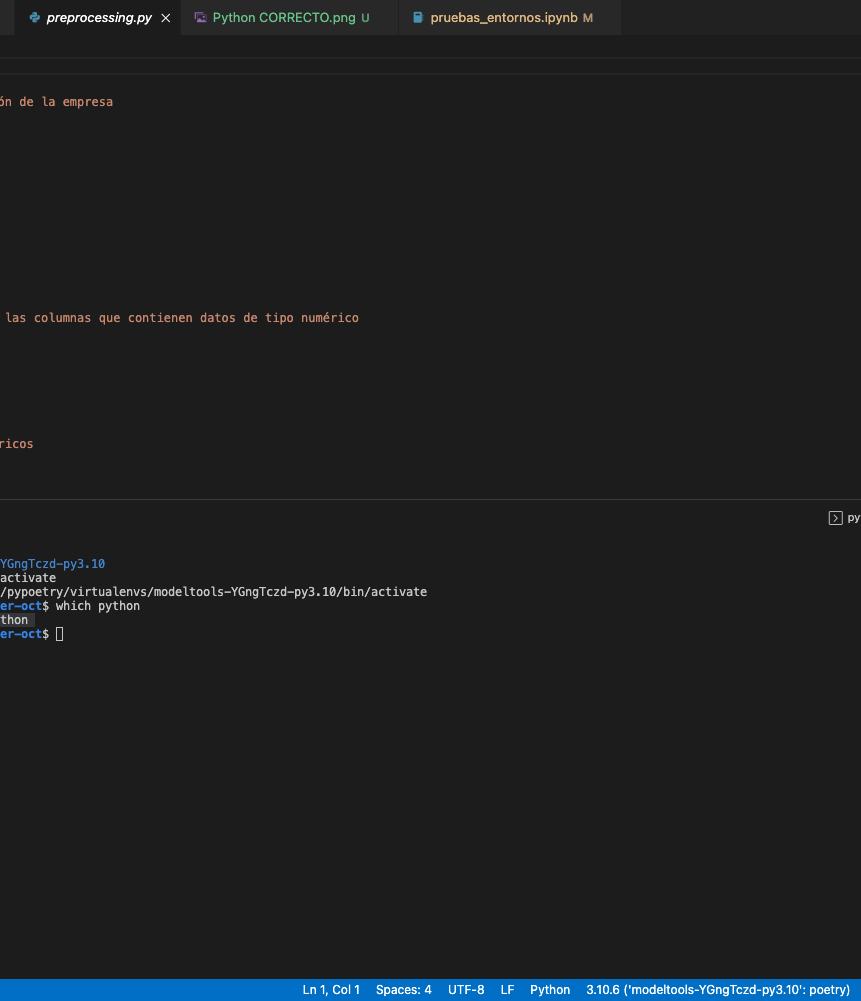 preprocessing.py Python CORRECTO.png U pruebas_entornos.ipynb M
ón de la empresa
las columnas que contienen datos de tipo numérico
ricos
py
YGngTczd-py3.10
activate
/pypoetry/virtualenvs/modeltools-YGngTczd-py3.10/bin/activate
er-oct$ which python
thon
er-oct$
Ln 1, Col 1 Spaces: 4 UTF-8 LF Python 3.10.6 ('modeltools-YGngTczd-py3.10': poetry)